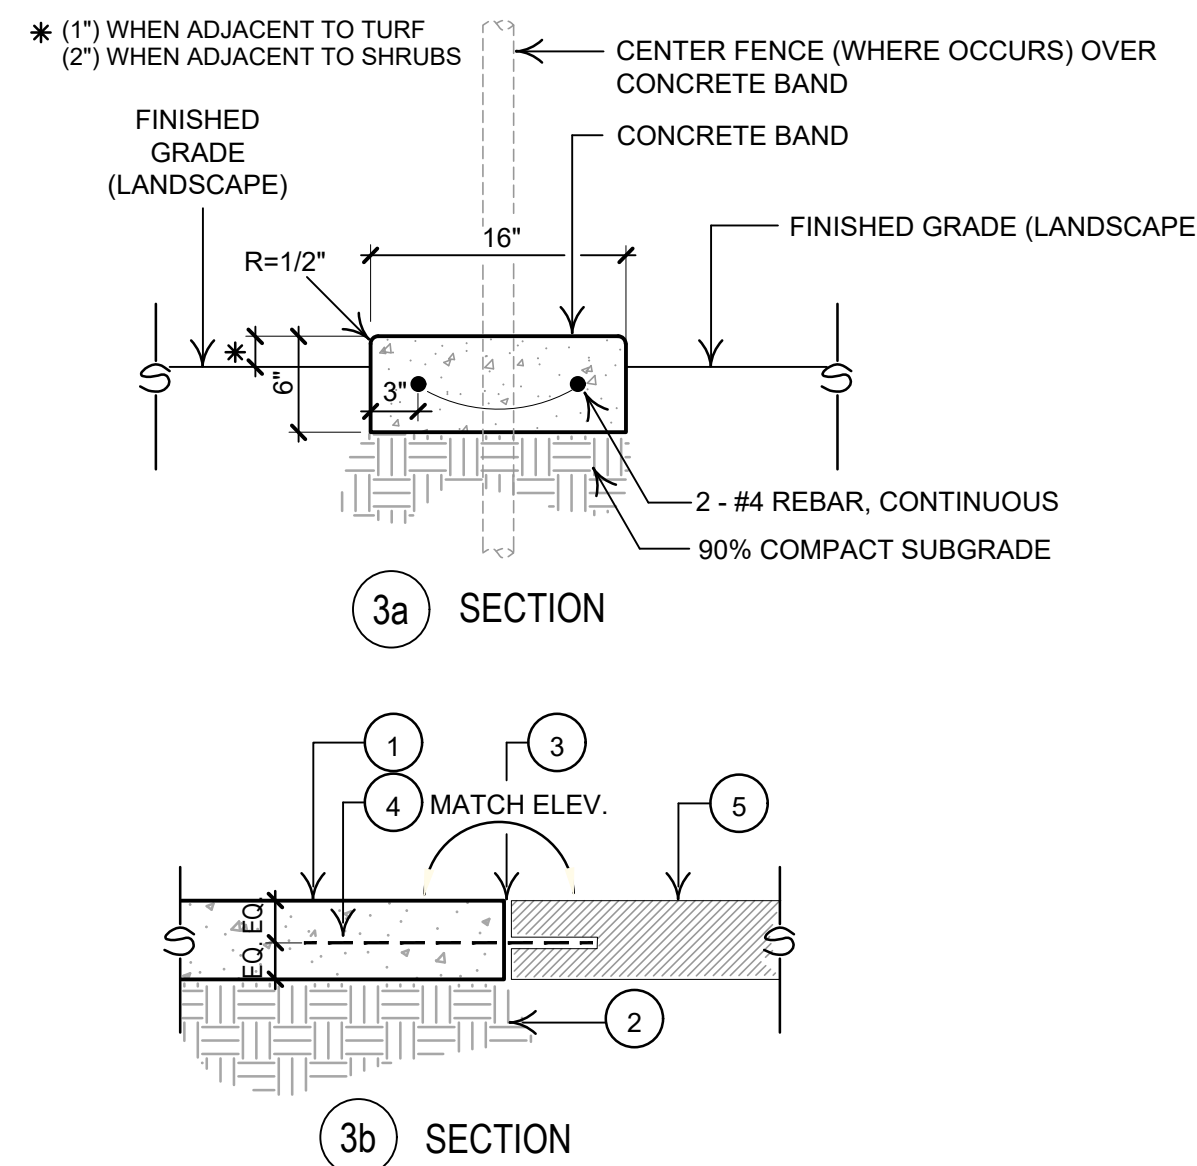 * (1") WHEN ADJACENT TO TURF
(2") WHEN ADJACENT TO SHRUBS
CENTER FENCE (WHERE OCCURS) OVER
CONCRETE BAND
FINISHED
GRADE
(LANDSCAPE)
CONCRETE BAND
FINISHED GRADE (LANDSCAPE
16"
R=1/2"
*
6"
3"
2 - #4 REBAR, CONTINUOUS
90% COMPACT SUBGRADE
3a SECTION
1
3
4
MATCH ELEV.
5
EQ. EQ.
2
3b SECTION